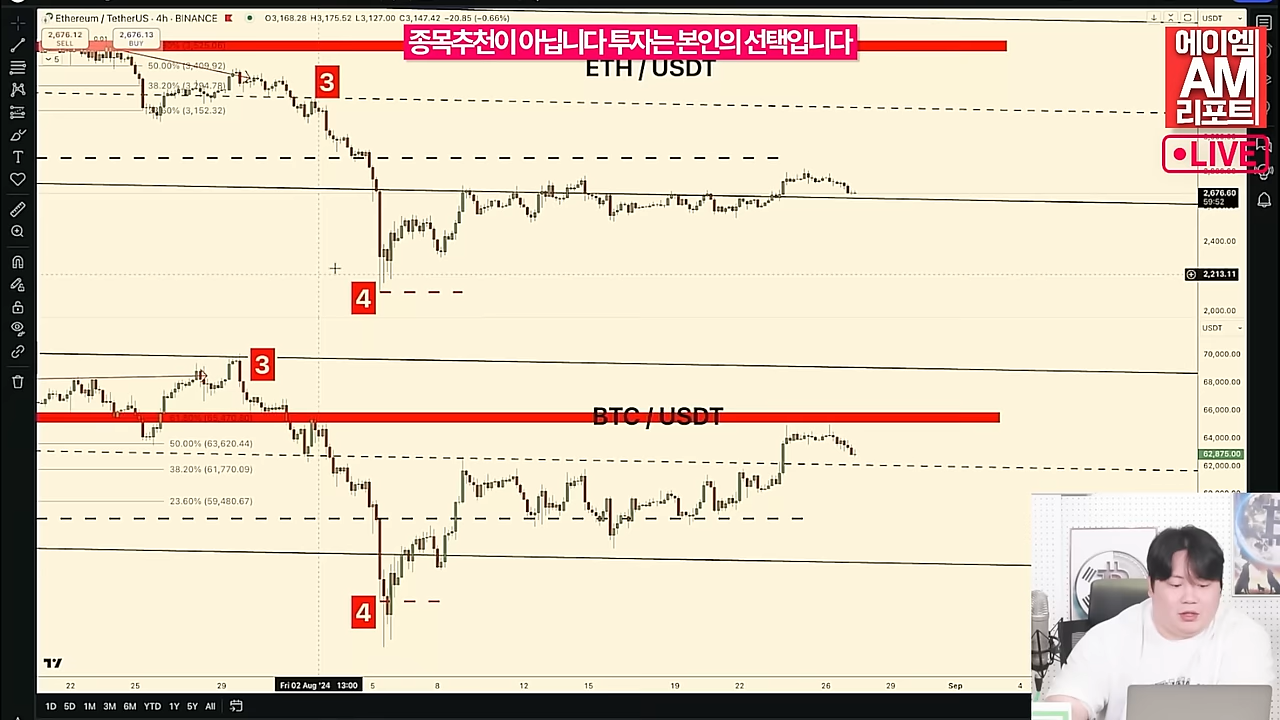 Ethereum / TetherUS · 4h · BINANCE
O3,168.28 H3,175.52 L3,127.00 C3,147.42 −20.85 (−0.66%)
USDT
2,676.12
SELL
0.01
2,676.13
BUY
5
종목추천이 아닙니다 투자는 본인의 선택입니다
ETH / USDT
에이엠
AM
리포트
LIVE
50.00% (3,409.92)
3
2,676.60
59:52
2,400.00
2,213.11
4
2,000.00
USDT
3
70,000.00
68,000.00
66,000.00
BTC / USDT
50.00% (63,620.44)
64,000.00
62,875.00
38.20% (61,770.09)
62,000.00
23.60% (59,480.67)
4
22
25
29
Fri 02 Aug '24 13:00
5
8
12
15
19
22
26
29
Sep
4
1D 5D 1M 3M 6M YTD 1Y 5Y All